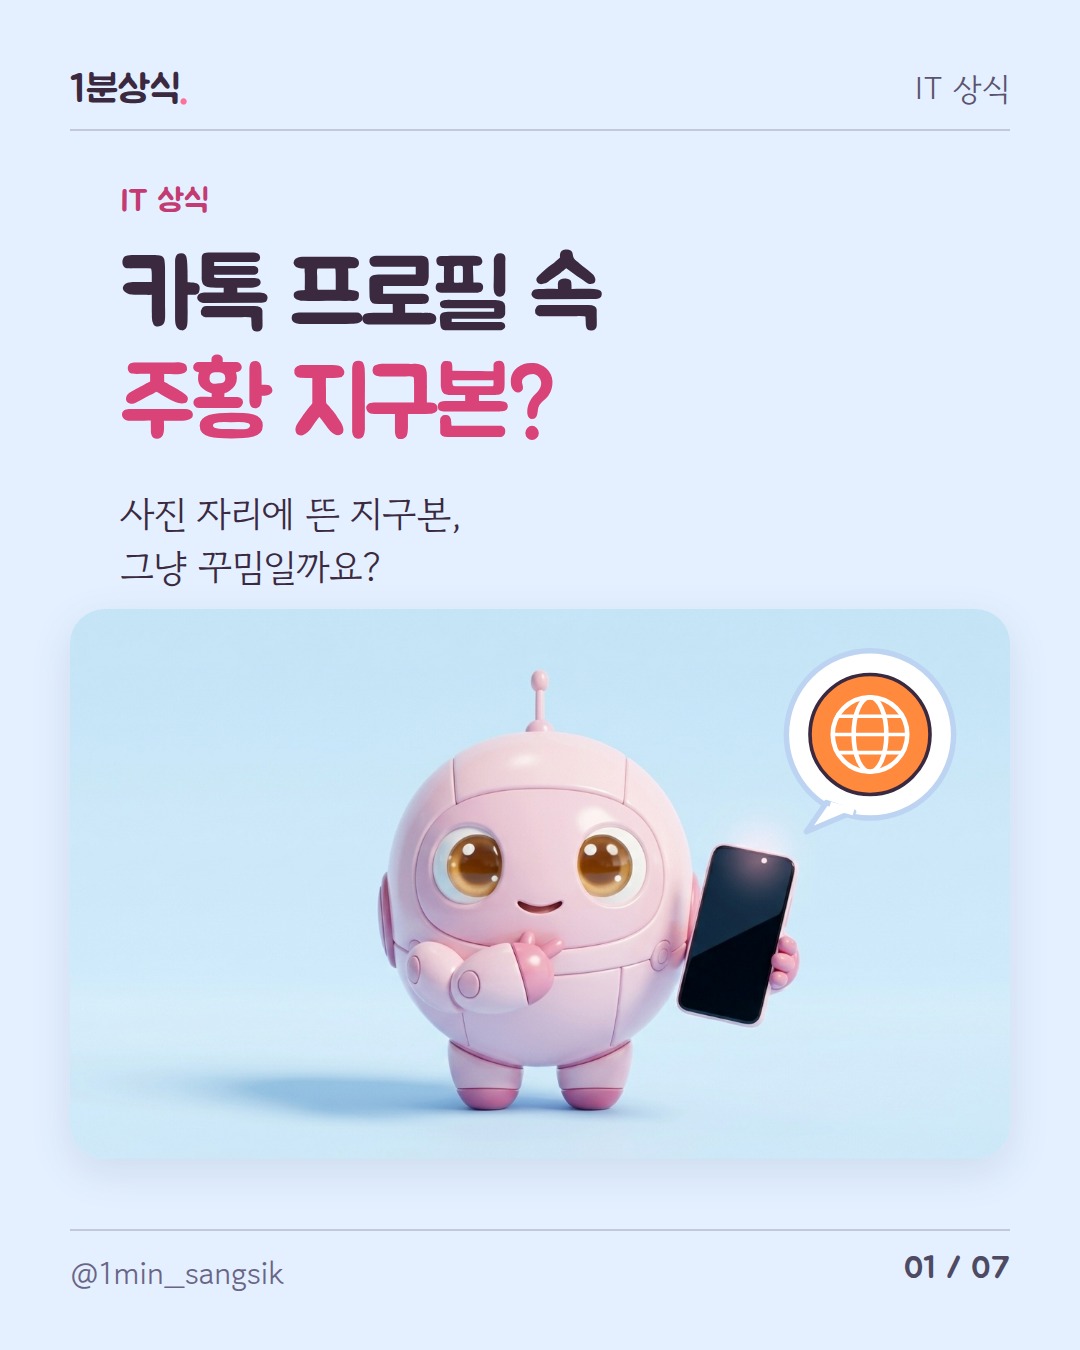 1분상식.
IT 상식
IT 상식
카톡 프로필 속
주황 지구본?
사진 자리에 뜬 지구본,
그냥 꾸밈일까요?
@1min_sangsik
01 / 07